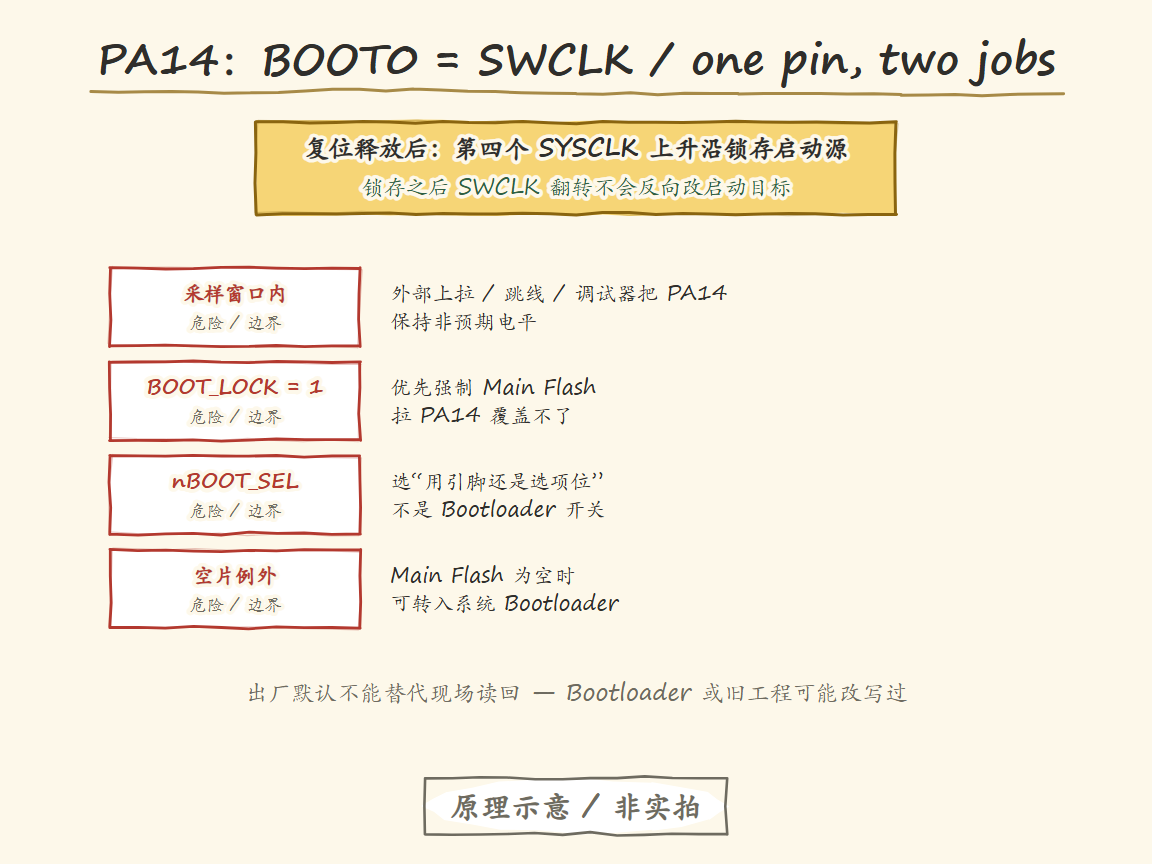 PA14: BOOT0 = SWCLK / one pin, two jobs
复位释放后：第四个 SYSCLK 上升沿锁存启动源
锁存之后 SWCLK 翻转不会反向改启动目标
采样窗口内
危险 / 边界
外部上拉 / 跳线 / 调试器把 PA14
保持非预期电平
BOOT_LOCK = 1
危险 / 边界
优先强制 Main Flash
拉 PA14 覆盖不了
nBOOT_SEL
危险 / 边界
选“用引脚还是选项位”
不是 Bootloader 开关
空片例外
危险 / 边界
Main Flash 为空时
可转入系统 Bootloader
出厂默认不能替代现场读回 — Bootloader 或旧工程可能改写过
原理示意 / 非实拍